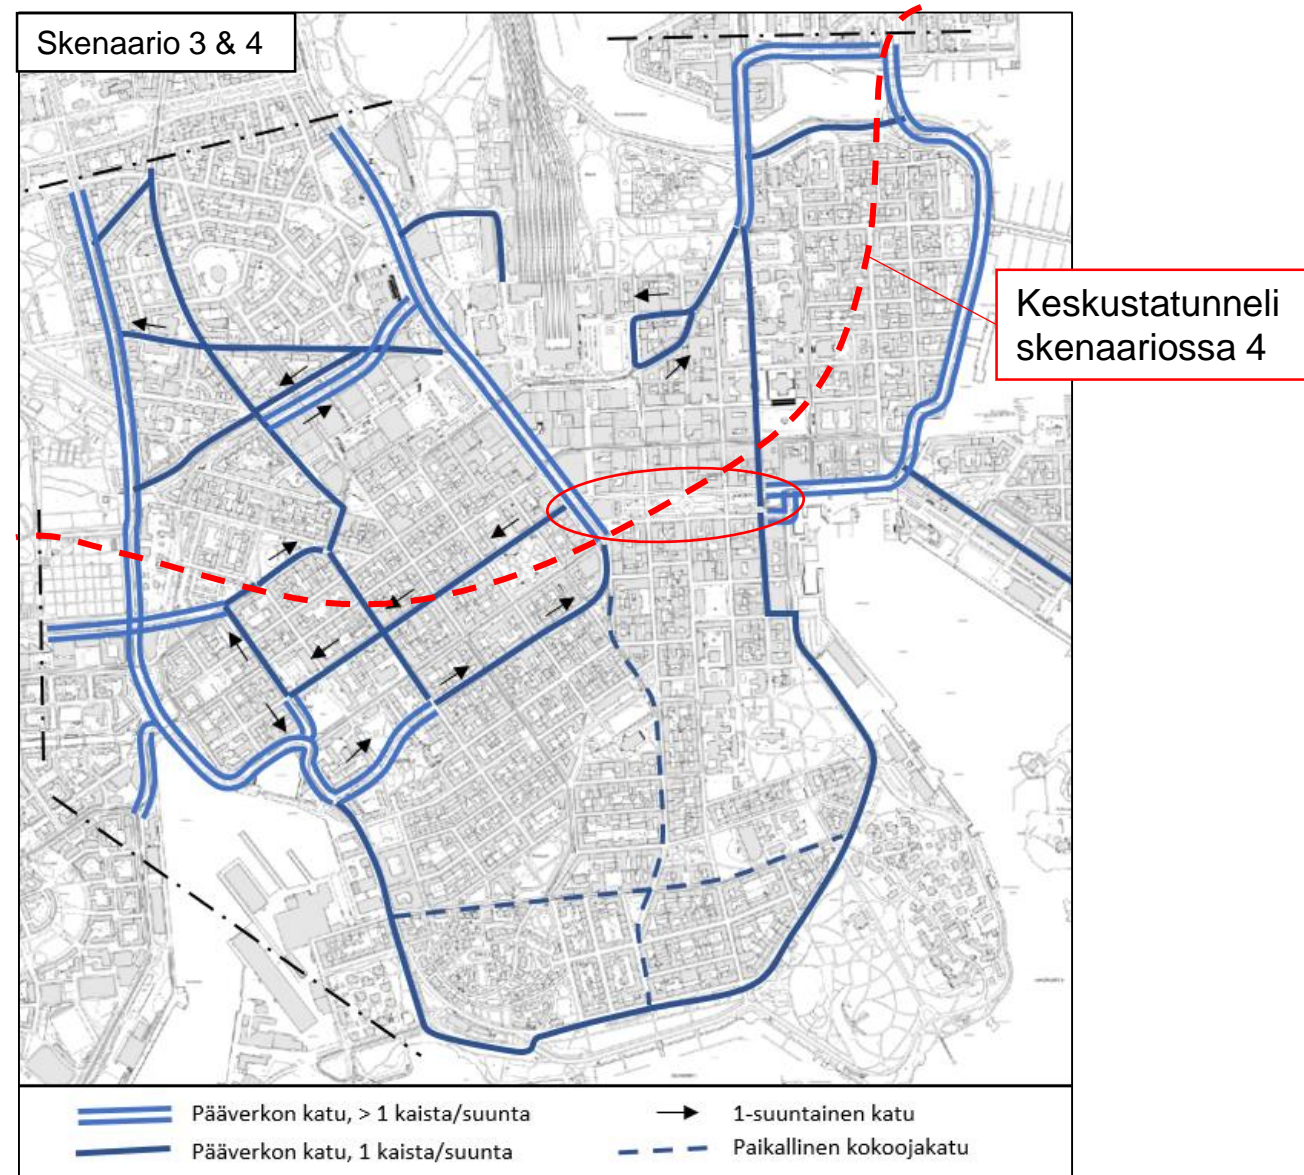 Skenaario 3 & 4
Keskustatunneli
skenaariossa 4
Pääverkon katu, > 1 kaista/suunta
1-suuntainen katu
Pääverkon katu, 1 kaista/suunta
Paikallinen kokoojakatu